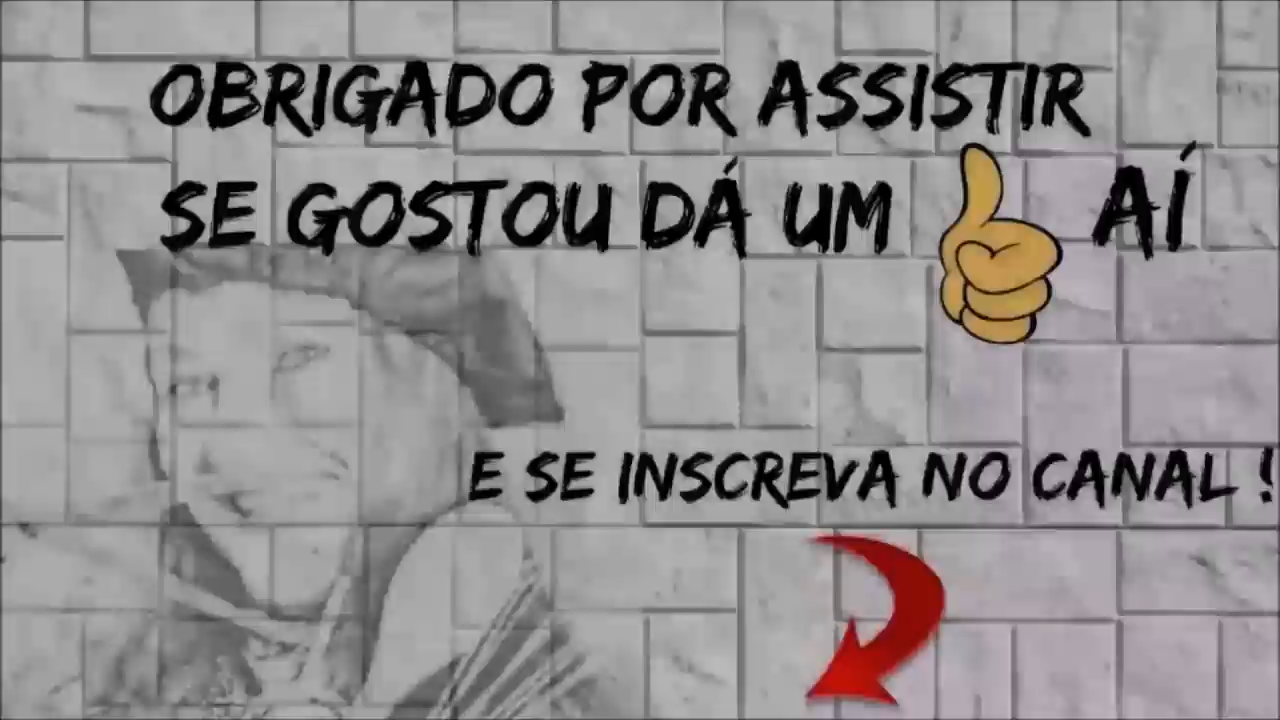 OBRIGADO POR ASSISTIR
SE GOSTOU DÁ UM AÍ
E SE INSCREVA NO CANAL !